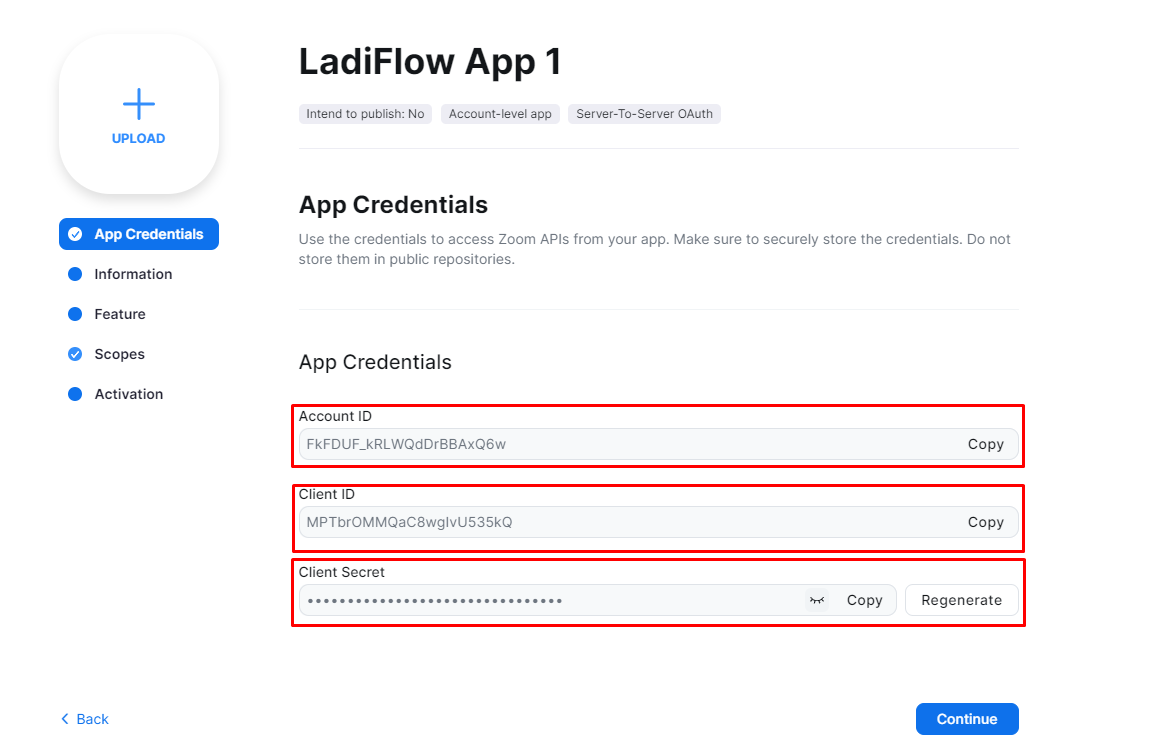 LadiFlow App 1
Intend to publish: No
Account-level app
Server-To-Server OAuth
UPLOAD
App Credentials
Information
Feature
Scopes
Activation
App Credentials
Use the credentials to access Zoom APIs from your app. Make sure to securely store the credentials. Do not
store them in public repositories.
App Credentials
Account ID
FkFDUF_kRLWQdDrBBAxQ6w Copy
Client ID
MPTbrOMMQaC8wgIvU535kQ Copy
Client Secret
•••••••••••••••••••••••••••••••• Copy Regenerate
Back
Continue